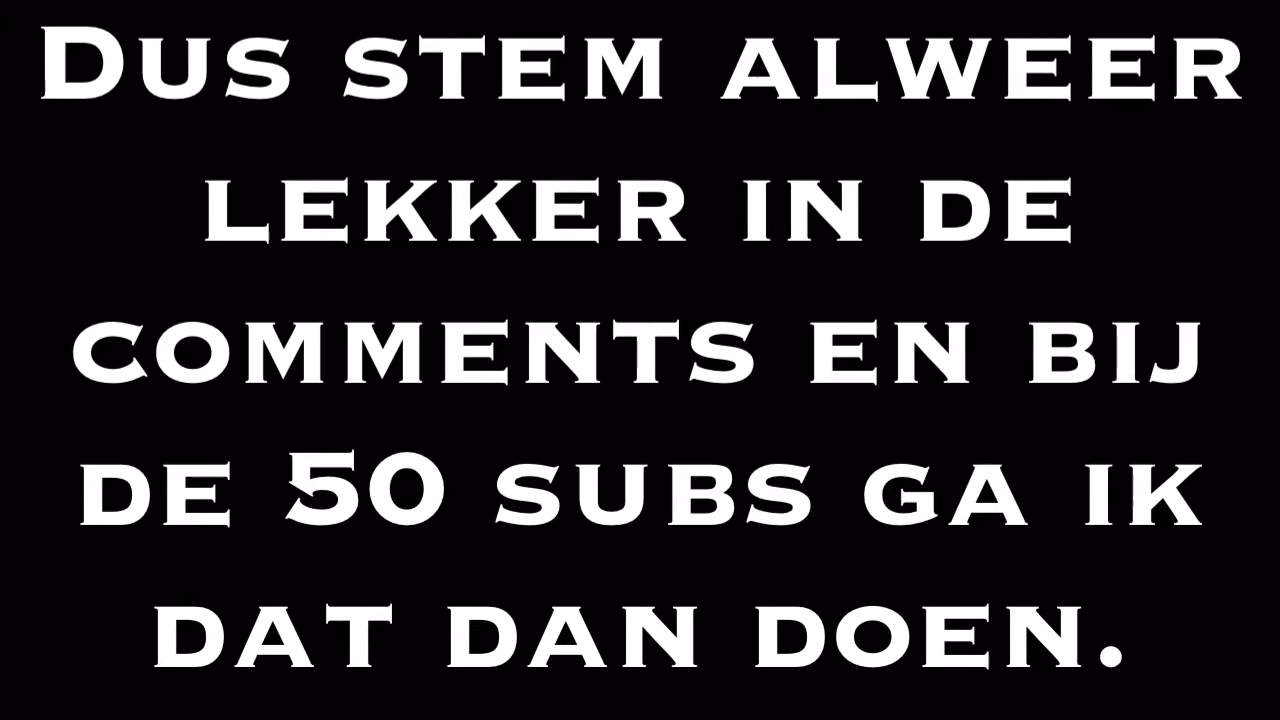 Dus stem alweer
lekker in de
comments en bij
de 50 subs ga ik
dat dan doen.